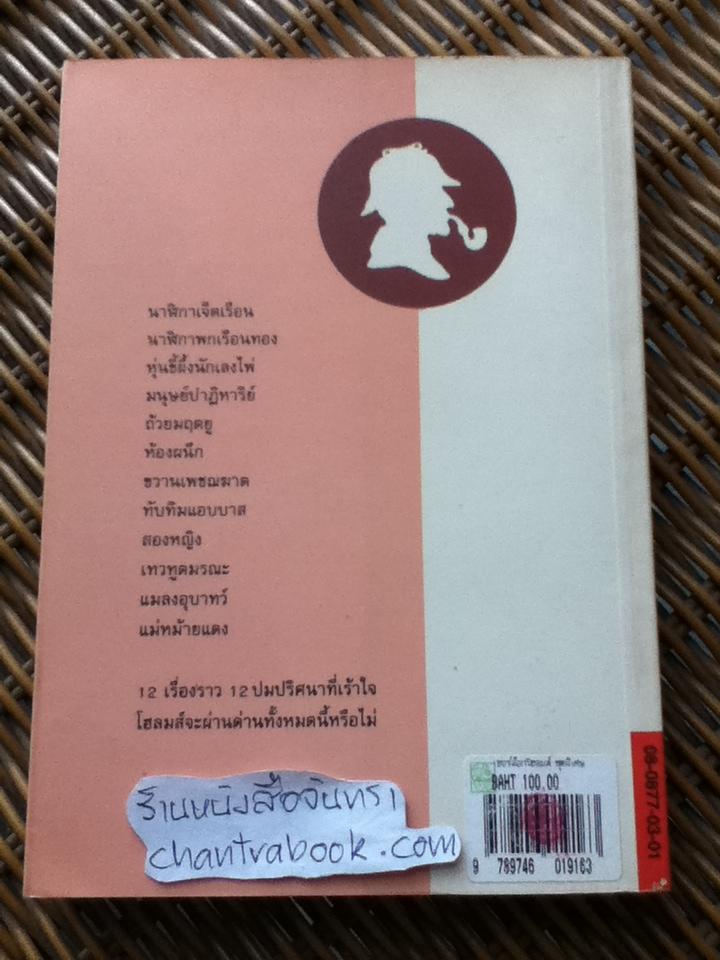 นาฬิกาเจ็ดเรือน
นาฬิกาพกเรือนทอง
หุ่นขี้ผึ้งนักเลงไพ่
มนุษย์ปาฏิหาริย์
ถ้วยมฤตยู
ห้องผนึก
ขวานเพชฌฆาต
ทับทิมแอบบาส
สองหญิง
เทวทูตมรณะ
แมลงอุบาทว์
แม่หม้ายแดง
12 เรื่องราว 12 ปมปริศนาที่เร้าใจ
โฮลมส์จะผ่านด่านทั้งหมดนี้หรือไม่
ร้านหนังสือจันทรา
chantrabook.com
ชุดพิเศษ
BAHT 100.00
9 789746 019163
08-0877-03-01